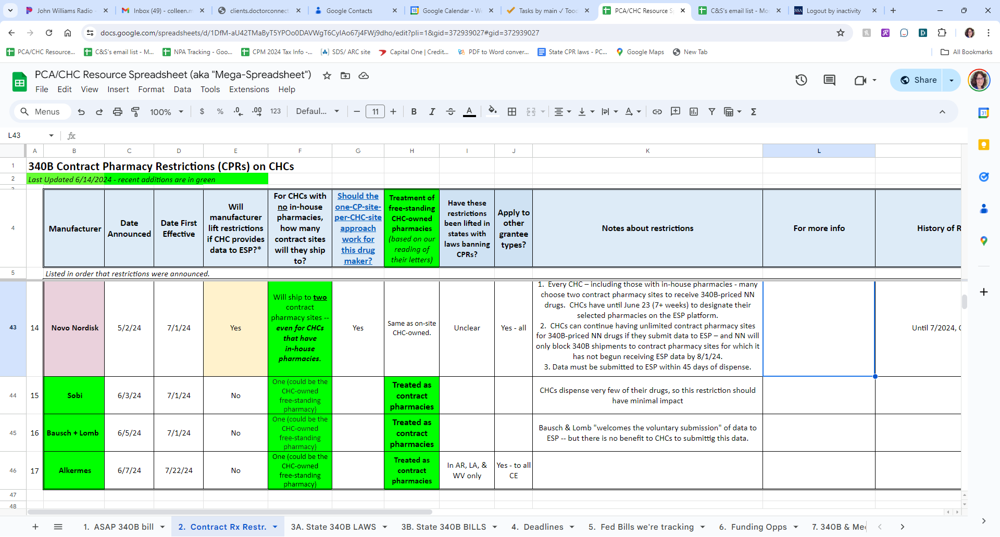 John Williams Radio -
Inbox (49) - colleen.m
clients.doctorconnect.
Google Contacts
Google Calendar - We
Tasks by main ✓ Tood
PCA/CHC Resource S
C&S's email list - Mo
Logout by inactivity
docs.google.com/spreadsheets/d/1DfM-aU42TMaByT5YPOo0DAVWgT6CylAo67j4FWj9dho/edit?pli=1&gid=372939027#gid=372939027
PCA/CHC Resource...
C&S's email list - M...
NPA Tracking - Goo...
CPM 2024 Tax Info -...
SDS/ ARC site
Capital One | Credit...
PDF to Word conver...
State CPR laws - PC...
Google Maps
New Tab
All Bookmarks
PCA/CHC Resource Spreadsheet (aka "Mega-Spreadsheet")
File Edit View Insert Format Data Tools Extensions Help
Share
Menus
100%
$ % .0 .00 123
Defaul...
11
B I A
L43
fx
A B C D E F G H I J K L
1
340B Contract Pharmacy Restrictions (CPRs) on CHCs
2
Last Updated 6/14/2024 - recent additions are in green
4
Manufacturer
Date
Announced
Date First
Effective
Will
manufacturer
lift restrictions
if CHC provides
data to ESP?*
For CHCs with
no in-house
pharmacies,
how many
contract sites
will they ship
to?
Should the
one-CP-site-
per-CHC-site
approach
work for
this drug
maker?
Treatment of
free-standing
CHC-owned
pharmacies
(based on our
reading of
their letters)
Have these
restrictions
been lifted in
states with
laws banning
CPRs?
Apply to
other
grantee
types?
Notes about restrictions
For more info
History of R
5
Listed in order that restrictions were announced.
43
14
Novo Nordisk
5/2/24
7/1/24
Yes
Will ship to two
contract
pharmacy sites --
even for CHCs
that have
in-house
pharmacies.
Yes
Same as on-site
CHC-owned.
Unclear
Yes - all
1. Every CHC – including those with in-house pharmacies - many
choose two contract pharmacy sites to receive 340B-priced NN
drugs. CHCs have until June 23 (7+ weeks) to designate their
selected pharmacies on the ESP platform.
2. CHCs can continue having unlimited contract pharmacy sites
for 340B-priced NN drugs if they submit data to ESP – and NN will
only block 340B shipments to contract pharmacy sites for which it
has not begun receiving ESP data by 8/1/24.
3. Data must be submitted to ESP within 45 days of dispense.
Until 7/2024,
44
15
Sobi
6/3/24
7/1/24
No
One (could be the
CHC-owned
free-standing
pharmacy)
Treated as
contract
pharmacies
CHCs dispense very few of their drugs, so this restriction should
have minimal impact
45
16
Bausch + Lomb
6/5/24
7/1/24
No
One (could be the
CHC-owned
free-standing
pharmacy)
Treated as
contract
pharmacies
Bausch & Lomb "welcomes the voluntary submission" of data to
ESP -- but there is no benefit to CHCs to submittig this data.
46
17
Alkermes
6/7/24
7/22/24
No
One (could be the
CHC-owned
free-standing
pharmacy)
Treated as
contract
pharmacies
In AR, LA, &
WV only
Yes - to all
CE
47
48
1. ASAP 340B bill
2. Contract Rx Restr.
3A. State 340B LAWS
3B. State 340B BILLS
4. Deadlines
5. Fed Bills we're tracking
6. Funding Opps
7. 340B & Me